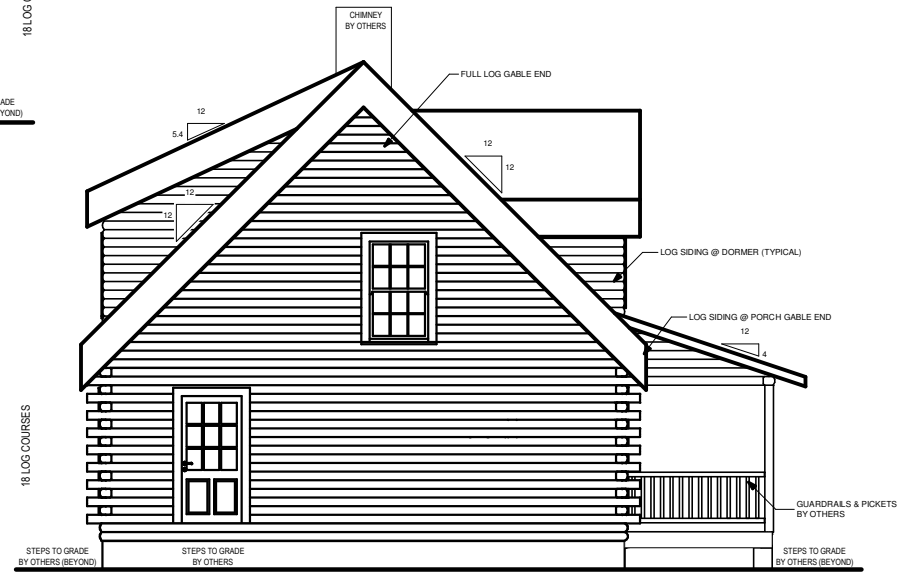 18 LOG C
CHIMNEY
BY OTHERS
FULL LOG GABLE END
ADE
YOND)
12
5.4
12
12
12
12
LOG SIDING @ DORMER (TYPICAL)
LOG SIDING @ PORCH GABLE END
12
4
18 LOG COURSES
GUARDRAILS & PICKETS
BY OTHERS
STEPS TO GRADE
BY OTHERS (BEYOND)
STEPS TO GRADE
BY OTHERS
STEPS TO GRADE
BY OTHERS (BEYOND)